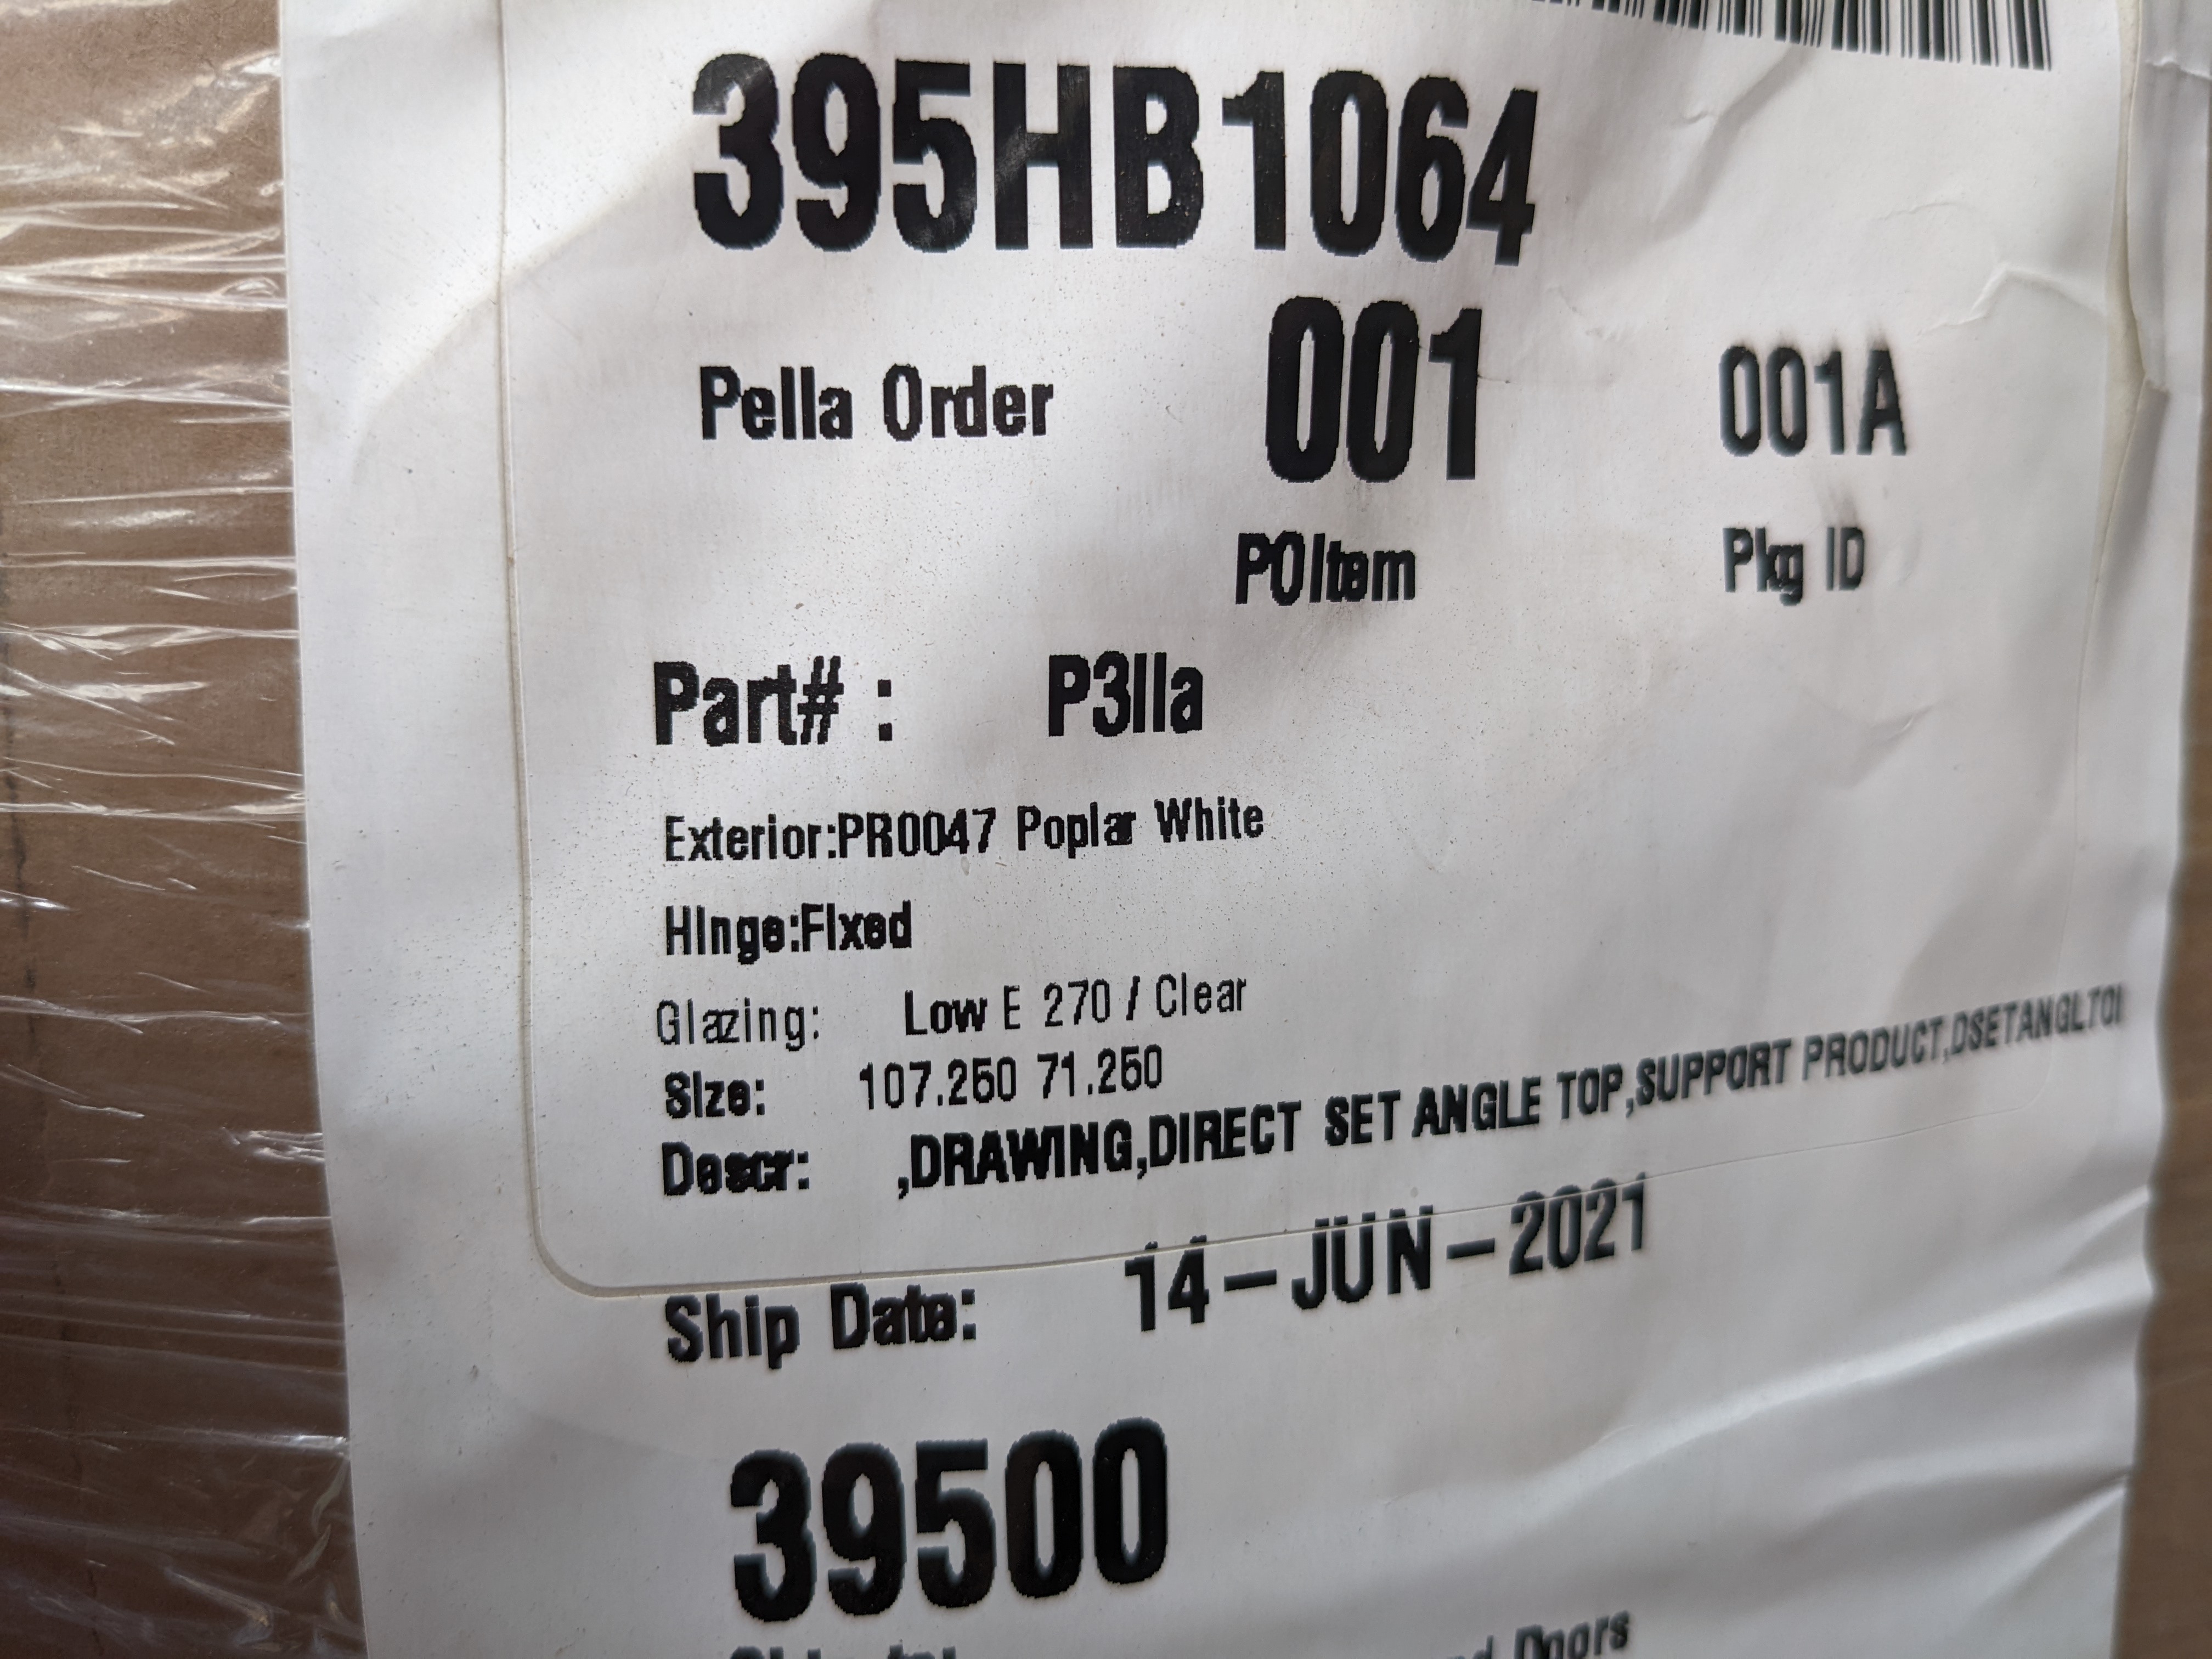 395HB1064
Pella Order 001 001A
POItem Pkg ID
Part# : P3lla
Exterior:PR0047 Poplar White
HInge:FIxed
Glazing: Low E 270 / Clear
SIze: 107.250 71.250
Descr: ,DRAWING,DIRECT SET ANGLE TOP,SUPPORT PRODUCT,DSETANGLTOI
Ship Date: 14-JUN-2021
39500
Doors